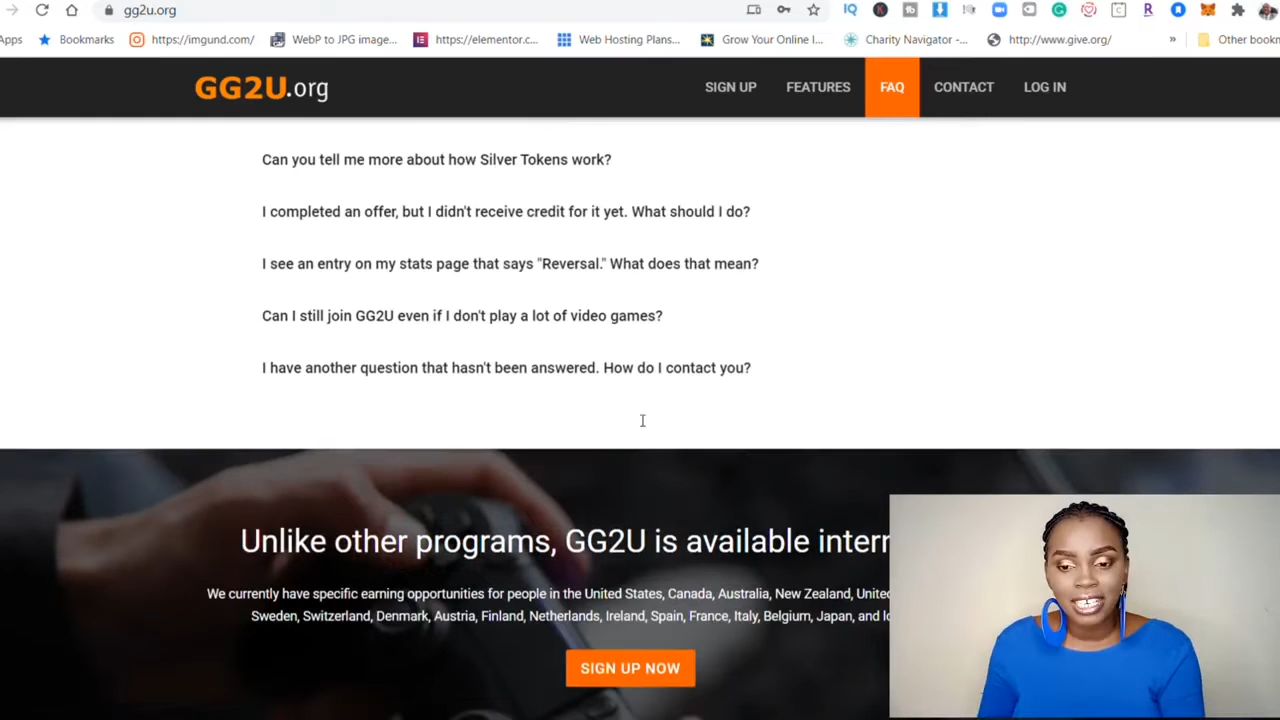 gg2u.org
Apps Bookmarks https://imgund.com/ WebP to JPG image... https://elementor.c... Web Hosting Plans... Grow Your Online I... Charity Navigator -... http://www.give.org/ » Other bookm
GG2U.org SIGN UP FEATURES FAQ CONTACT LOG IN
Can you tell me more about how Silver Tokens work?
I completed an offer, but I didn't receive credit for it yet. What should I do?
I see an entry on my stats page that says "Reversal." What does that mean?
Can I still join GG2U even if I don't play a lot of video games?
I have another question that hasn't been answered. How do I contact you?
Unlike other programs, GG2U is available intern
We currently have specific earning opportunities for people in the United States, Canada, Australia, New Zealand, United
Sweden, Switzerland, Denmark, Austria, Finland, Netherlands, Ireland, Spain, France, Italy, Belgium, Japan, and lo
SIGN UP NOW